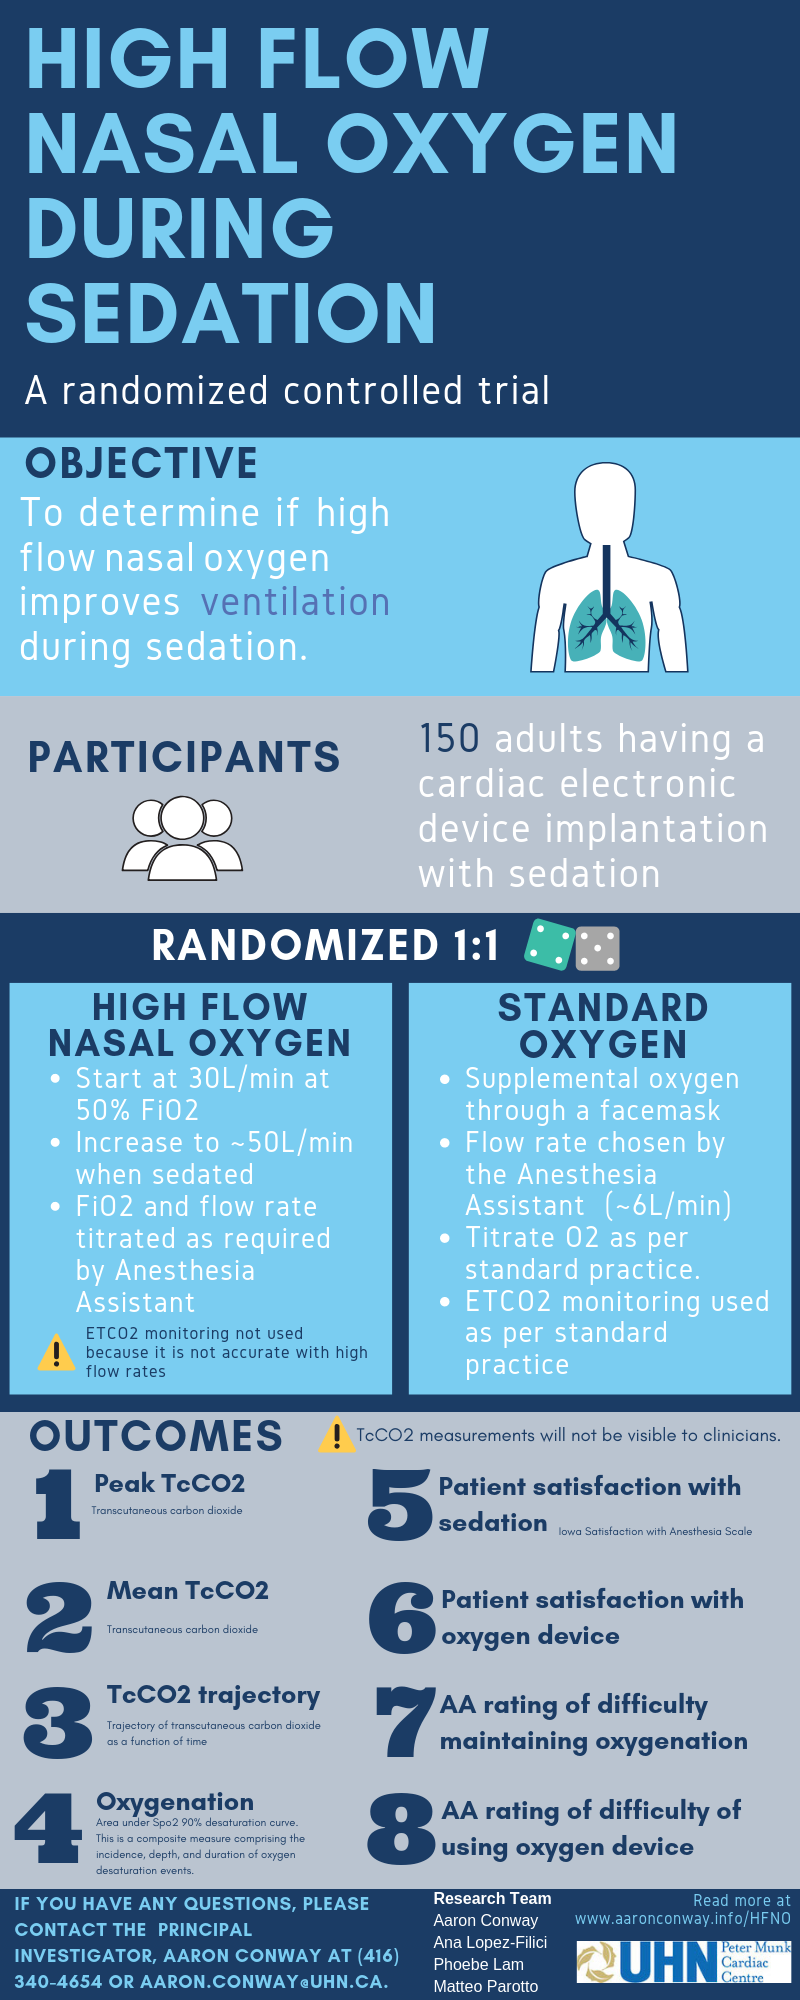 HIGH FLOW
NASAL OXYGEN
DURING
SEDATION
A randomized controlled trial
OBJECTIVE
To determine if high
flow nasal oxygen
improves ventilation
during sedation.
PARTICIPANTS
150 adults having a
cardiac electronic
device implantation
with sedation
RANDOMIZED 1:1
HIGH FLOW
NASAL OXYGEN
• Start at 30L/min at
50% FiO2
• Increase to ~50L/min
when sedated
• FiO2 and flow rate
titrated as required
by Anesthesia
Assistant
ETCO2 monitoring not used
because it is not accurate with high
flow rates
STANDARD
OXYGEN
• Supplemental oxygen
through a facemask
• Flow rate chosen by
the Anesthesia
Assistant (~6L/min)
• Titrate O2 as per
standard practice.
• ETCO2 monitoring used
as per standard
practice
OUTCOMES
TcCO2 measurements will not be visible to clinicians.
1 Peak TcCO2
Transcutaneous carbon dioxide
2 Mean TcCO2
Transcutaneous carbon dioxide
3 TcCO2 trajectory
Trajectory of transcutaneous carbon dioxide
as a function of time
4 Oxygenation
Area under Spo2 90% desaturation curve.
This is a composite measure comprising the
incidence, depth, and duration of oxygen
desaturation events.
5 Patient satisfaction with
sedation Iowa Satisfaction with Anesthesia Scale
6 Patient satisfaction with
oxygen device
7 AA rating of difficulty
maintaining oxygenation
8 AA rating of difficulty of
using oxygen device
IF YOU HAVE ANY QUESTIONS, PLEASE
CONTACT THE PRINCIPAL
INVESTIGATOR, AARON CONWAY AT (416)
340-4654 OR AARON.CONWAY@UHN.CA.
Research Team
Aaron Conway
Ana Lopez-Filici
Phoebe Lam
Matteo Parotto
Read more at
www.aaronconway.info/HFNO
UHN
Peter Munk
Cardiac
Centre